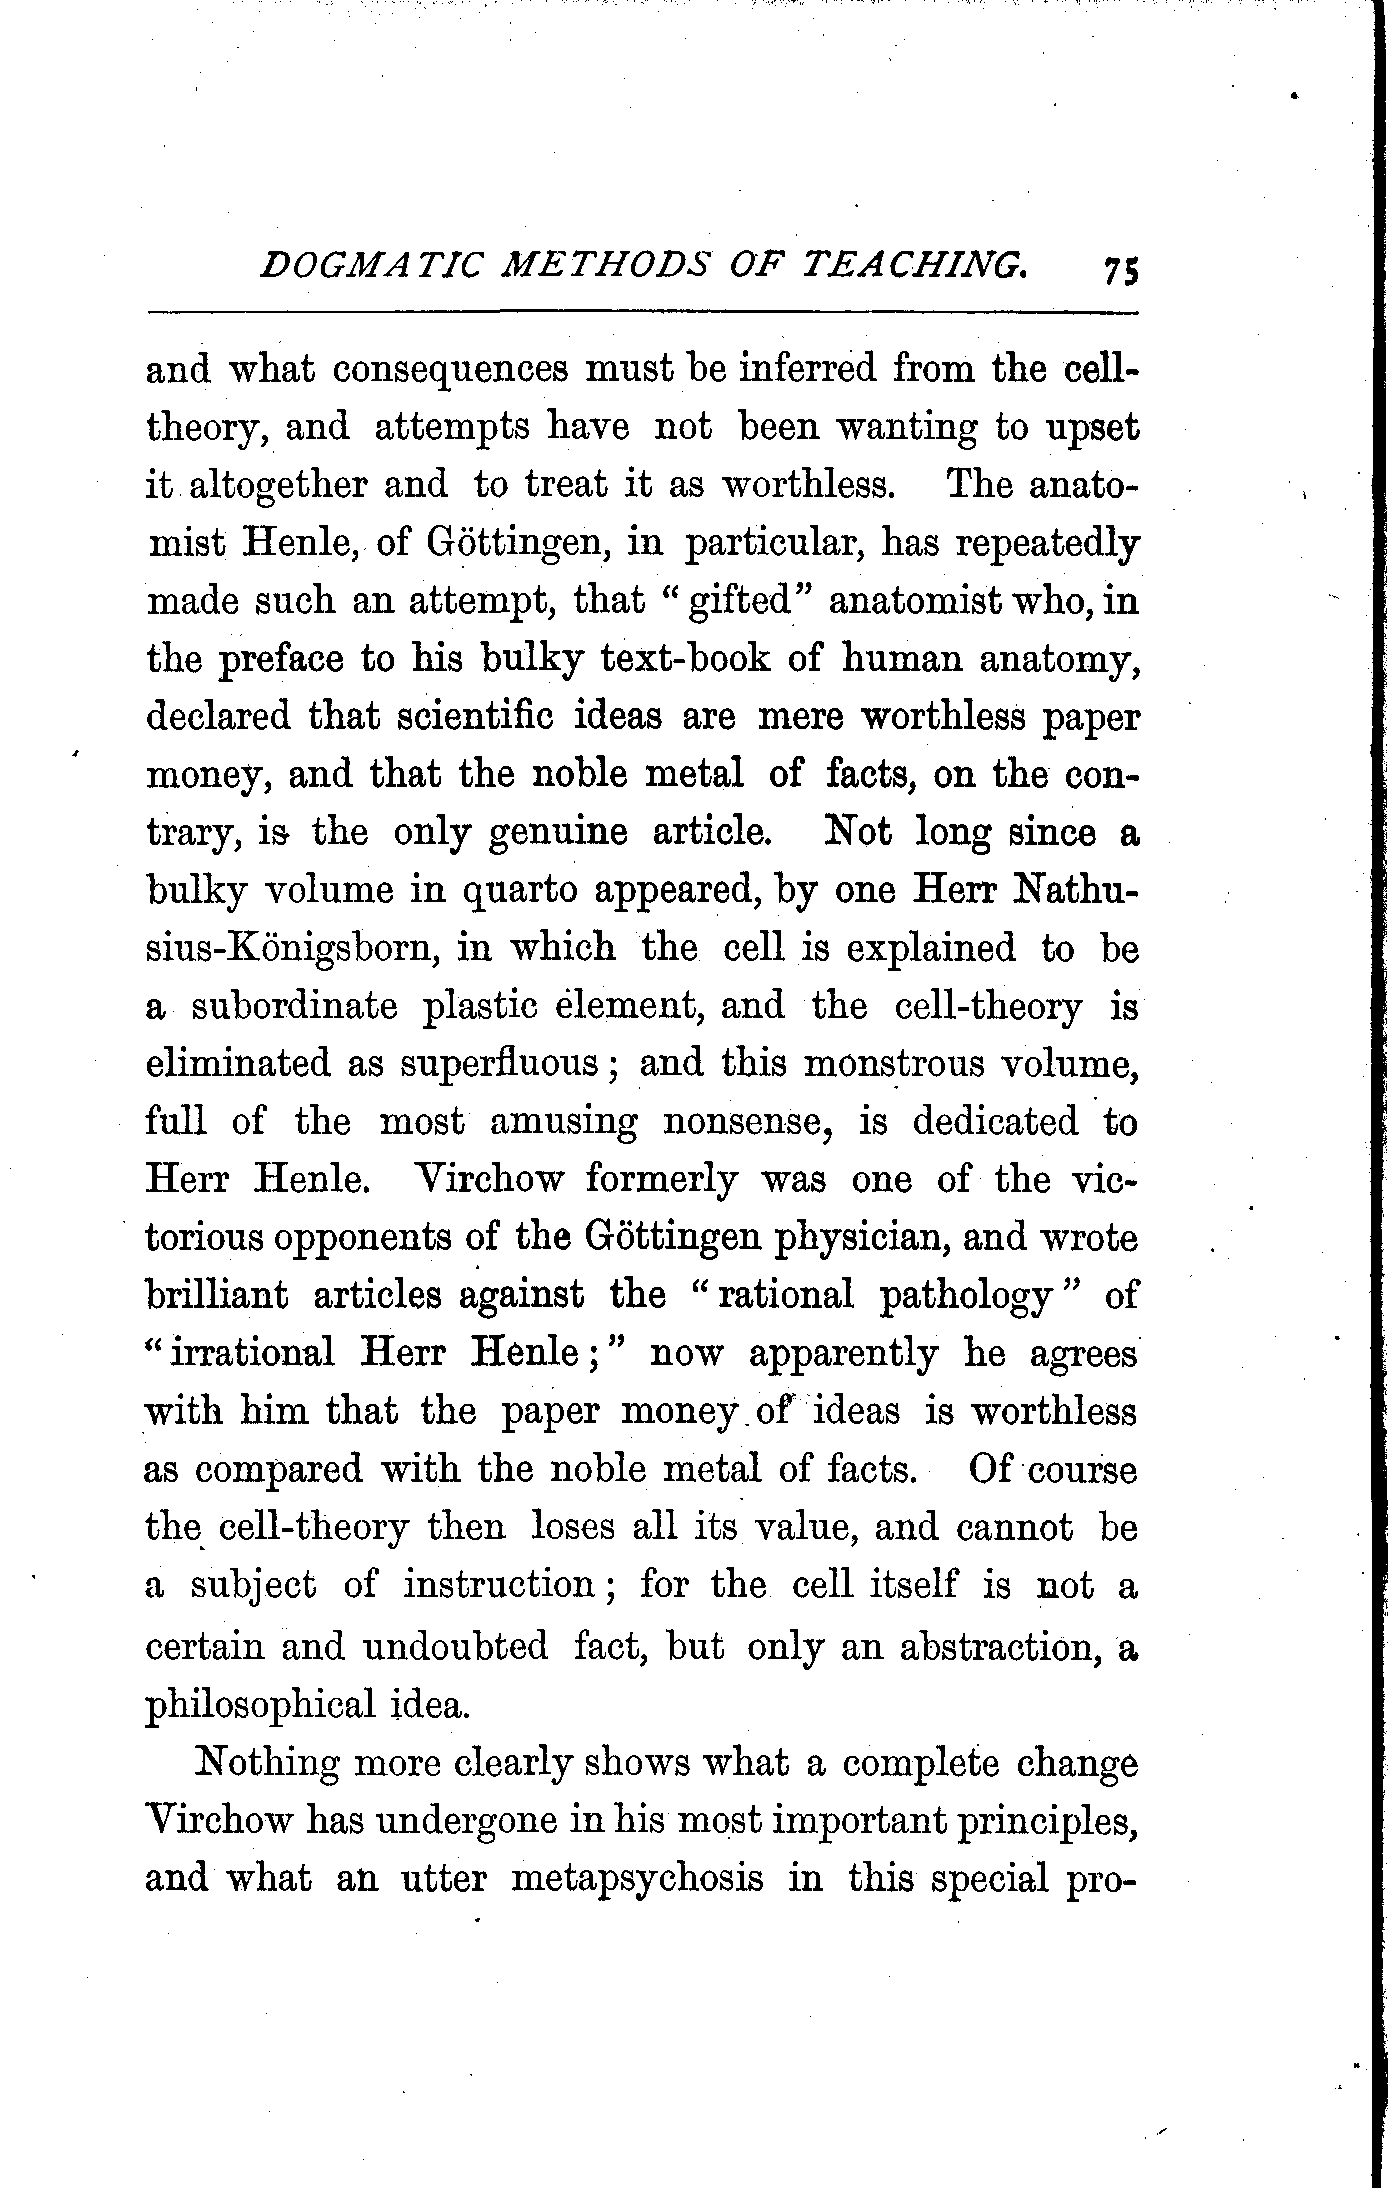 DOGMATIC METHODS OF TEACHING. 75
and what consequences must be inferred from the cell-
theory, and attempts have not been wanting to upset
it altogether and to treat it as worthless. The anato-
mist Henle, of Göttingen, in particular, has repeatedly
made such an attempt, that “gifted” anatomist who, in
the preface to his bulky text-book of human anatomy,
declared that scientific ideas are mere worthless paper
money, and that the noble metal of facts, on the con-
trary, is the only genuine article. Not long since a
bulky volume in quarto appeared, by one Herr Nathu-
sius-Königsborn, in which the cell is explained to be
a subordinate plastic element, and the cell-theory is
eliminated as superfluous; and this monstrous volume,
full of the most amusing nonsense, is dedicated to
Herr Henle. Virchow formerly was one of the vic-
torious opponents of the Göttingen physician, and wrote
brilliant articles against the “rational pathology” of
“irrational Herr Henle;” now apparently he agrees
with him that the paper money of ideas is worthless
as compared with the noble metal of facts. Of course
the cell-theory then loses all its value, and cannot be
a subject of instruction; for the cell itself is not a
certain and undoubted fact, but only an abstraction, a
philosophical idea.
Nothing more clearly shows what a complete change
Virchow has undergone in his most important principles,
and what an utter metapsychosis in this special pro-